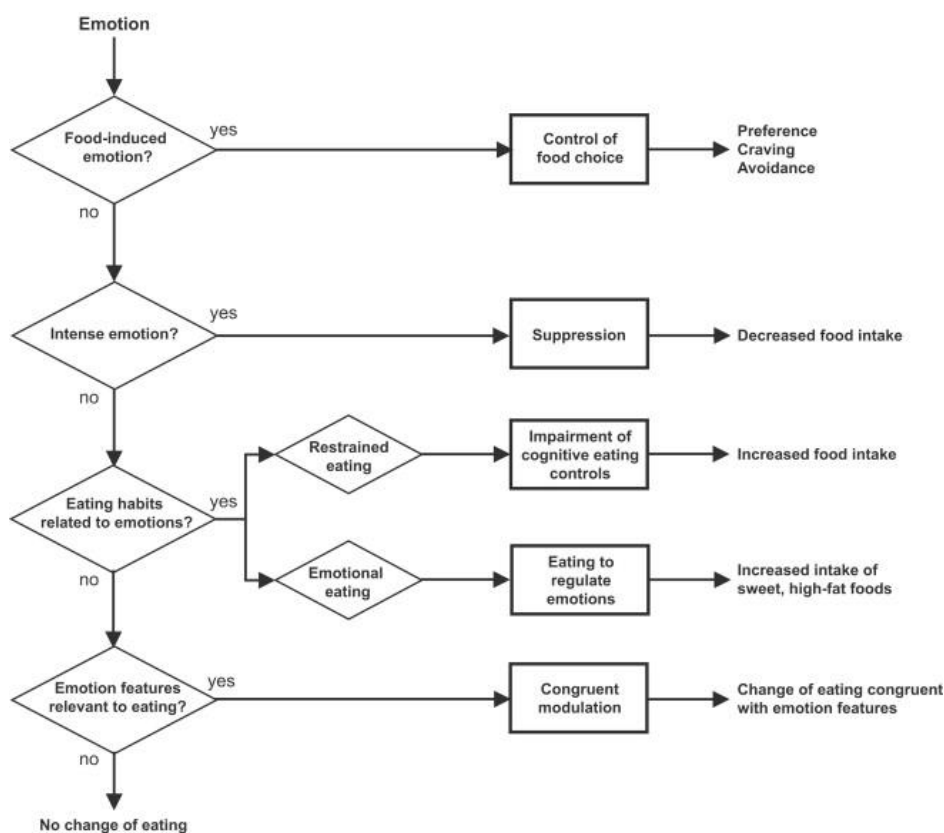 Emotion
Food-induced
emotion?
yes
Control of
food choice
Preference
Craving
Avoidance
no
Intense emotion?
yes
Suppression
Decreased food intake
no
Eating habits
related to emotions?
yes
Restrained
eating
Impairment of
cognitive eating
controls
Increased food intake
Emotional
eating
Eating to
regulate
emotions
Increased intake of
sweet, high-fat foods
no
Emotion features
relevant to eating?
yes
Congruent
modulation
Change of eating congruent
with emotion features
no
No change of eating